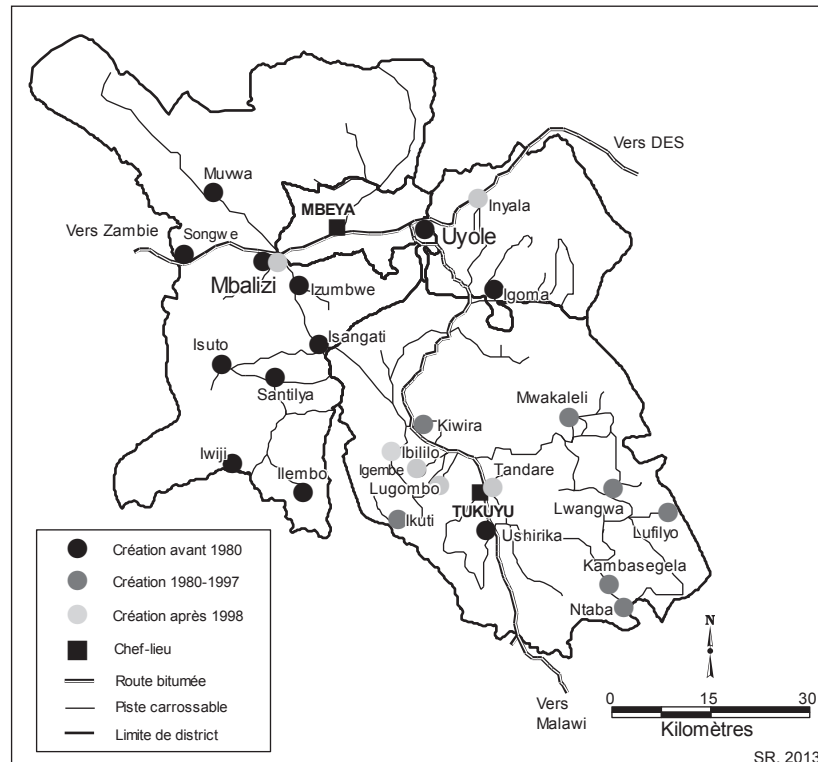 Vers DES
Muwwa
Inyala
MBEYA
Vers Zambie
Songwe
Uyole
Mbalizi
Izumbwe
Igoma
Isangati
Isuto
Santilya
Mwakaleli
Kiwira
Ibililo
Iwiji
Igembe
Tandare
Ilembo
Lugombo
Lwangwa
TUKUYU
Ikuti
Ushirika
Lufilyo
Kambasegela
Ntaba
Création avant 1980
Création 1980-1997
Création après 1998
Chef-lieu
Route bitumée
Piste carrossable
Limite de district
Vers
Malawi
N
0 15 30
Kilomètres
SR, 2013